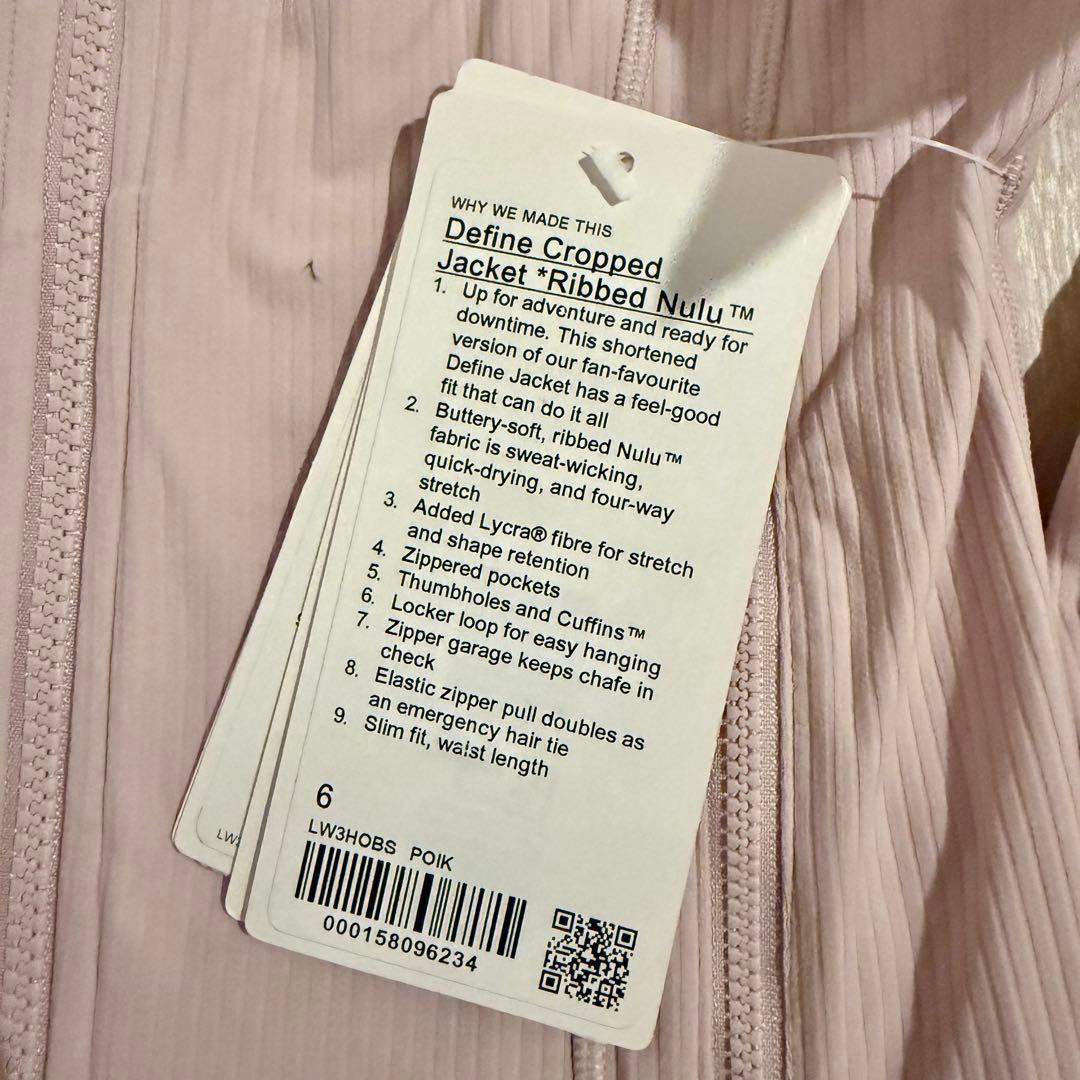 WHY WE MADE THIS
Define Cropped
Jacket *Ribbed Nulu™
1. Up for adventure and ready for
downtime. This shortened
version of our fan-favourite
Define Jacket has a feel-good
fit that can do it all
2. Buttery-soft, ribbed Nulu™
fabric is sweat-wicking,
quick-drying, and four-way
stretch
3. Added Lycra® fibre for stretch
and shape retention
4. Zippered pockets
5. Thumbholes and Cuffins™
6. Locker loop for easy hanging
7. Zipper garage keeps chafe in
check
8. Elastic zipper pull doubles as
an emergency hair tie
9. Slim fit, waist length
6
LW3HOBS POIK
000158096234